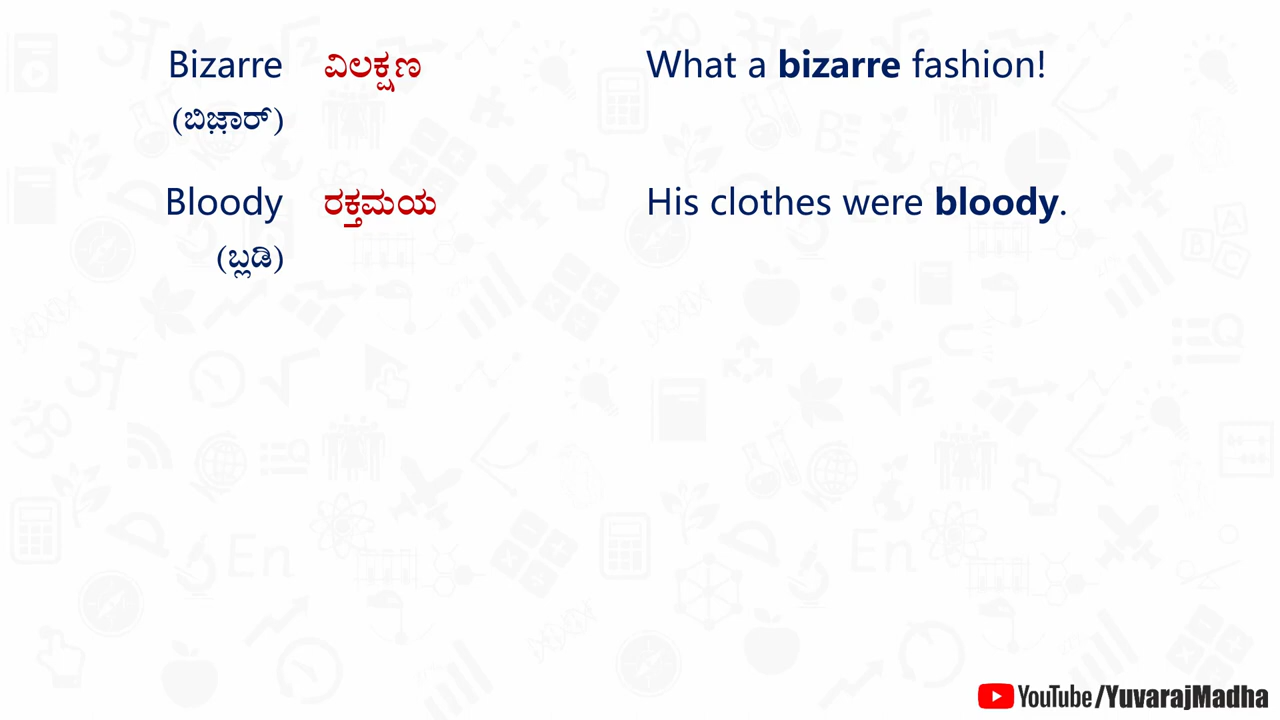 Bizarre ವಿಲಕ್ಷಣ What a bizarre fashion!
(ಬಿಜ಼ಾರ್)
Bloody ರಕ್ತಮಯ His clothes were bloody.
(ಬ್ಲಡಿ)
YouTube/YuvarajMadha